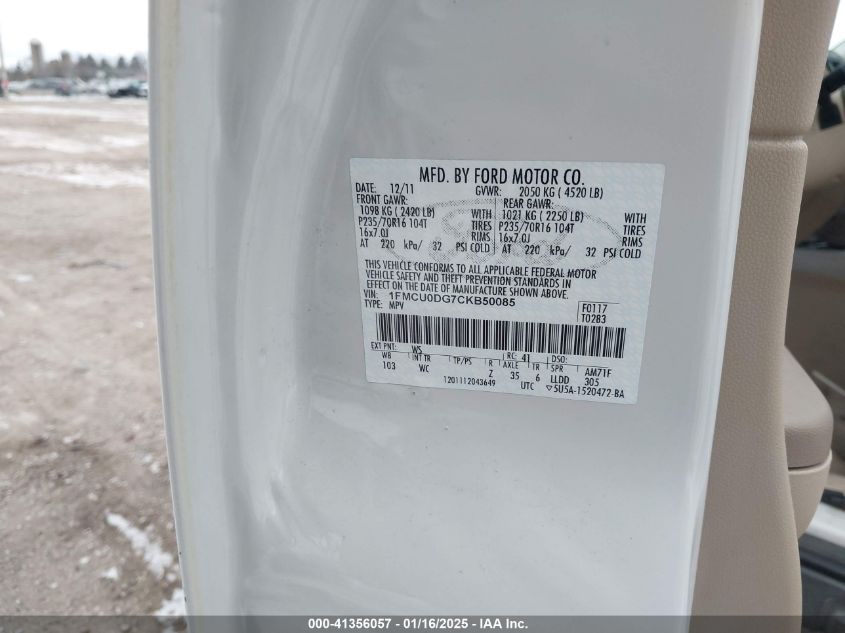 MFD. BY FORD MOTOR CO.
DATE: 12/11 GVWR: 2050 KG ( 4520 LB)
FRONT GAWR: REAR GAWR:
1098 KG ( 2420 LB) WITH 1021 KG ( 2250 LB) WITH
P235/70R16 104T TIRES P235/70R16 104T TIRES
16x7.0J RIMS 16x7.0J RIMS
AT 220 kPa/ 32 PSI COLD AT 220 kPa/ 32 PSI COLD
THIS VEHICLE CONFORMS TO ALL APPLICABLE FEDERAL MOTOR
VEHICLE SAFETY AND THEFT PREVENTION STANDARDS IN
EFFECT ON THE DATE OF MANUFACTURE SHOWN ABOVE.
VIN: 1FMCU0DG7CKB50085 F0117
TYPE: MPV T0283
EXT PNT: WS RC: 41 DSO:
WB INT TR TP/PS R AXLE TR SPR AM71F
103 WC Z 35 6 LLDD 305
1201112043649 UTC ▽5U5A-1520472-BA
000-41356057 - 01/16/2025 - IAA Inc.